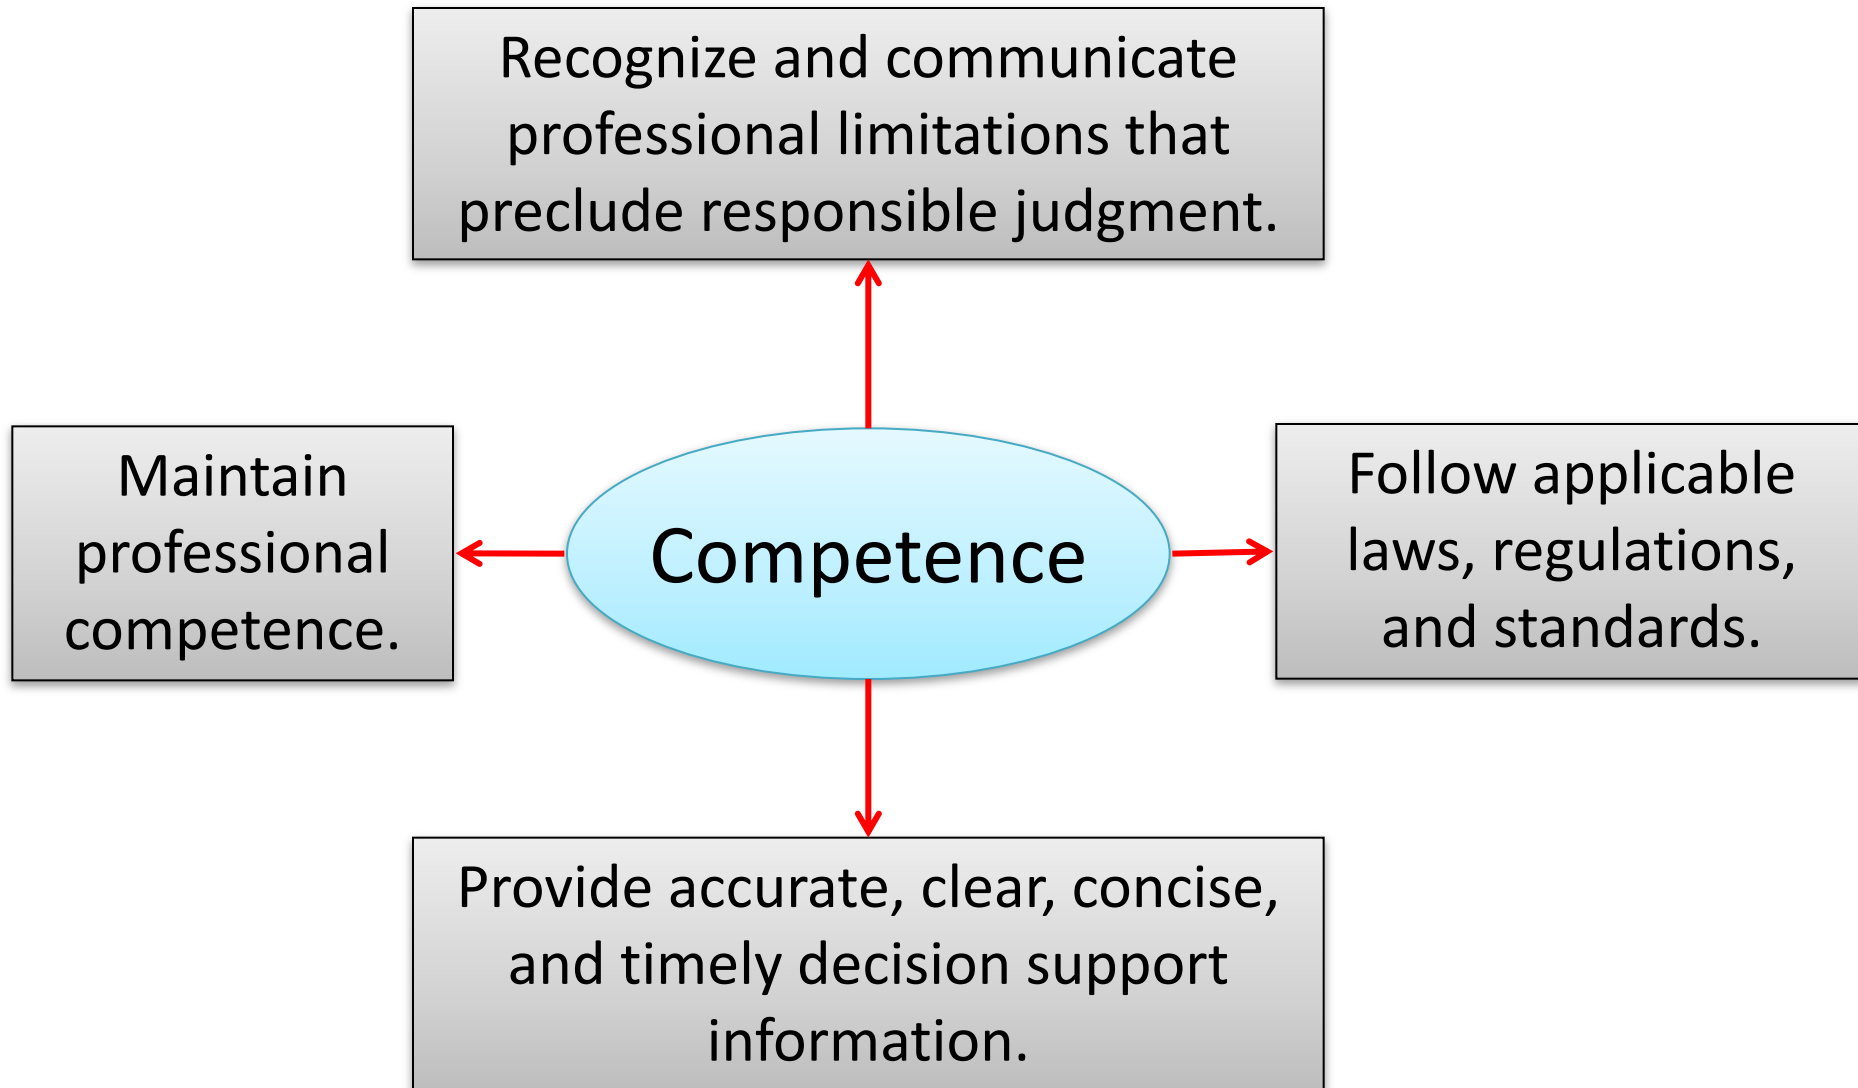 Recognize and communicate
professional limitations that
preclude responsible judgment.
Maintain
professional
competence.
Competence
Follow applicable
laws, regulations,
and standards.
Provide accurate, clear, concise,
and timely decision support
information.